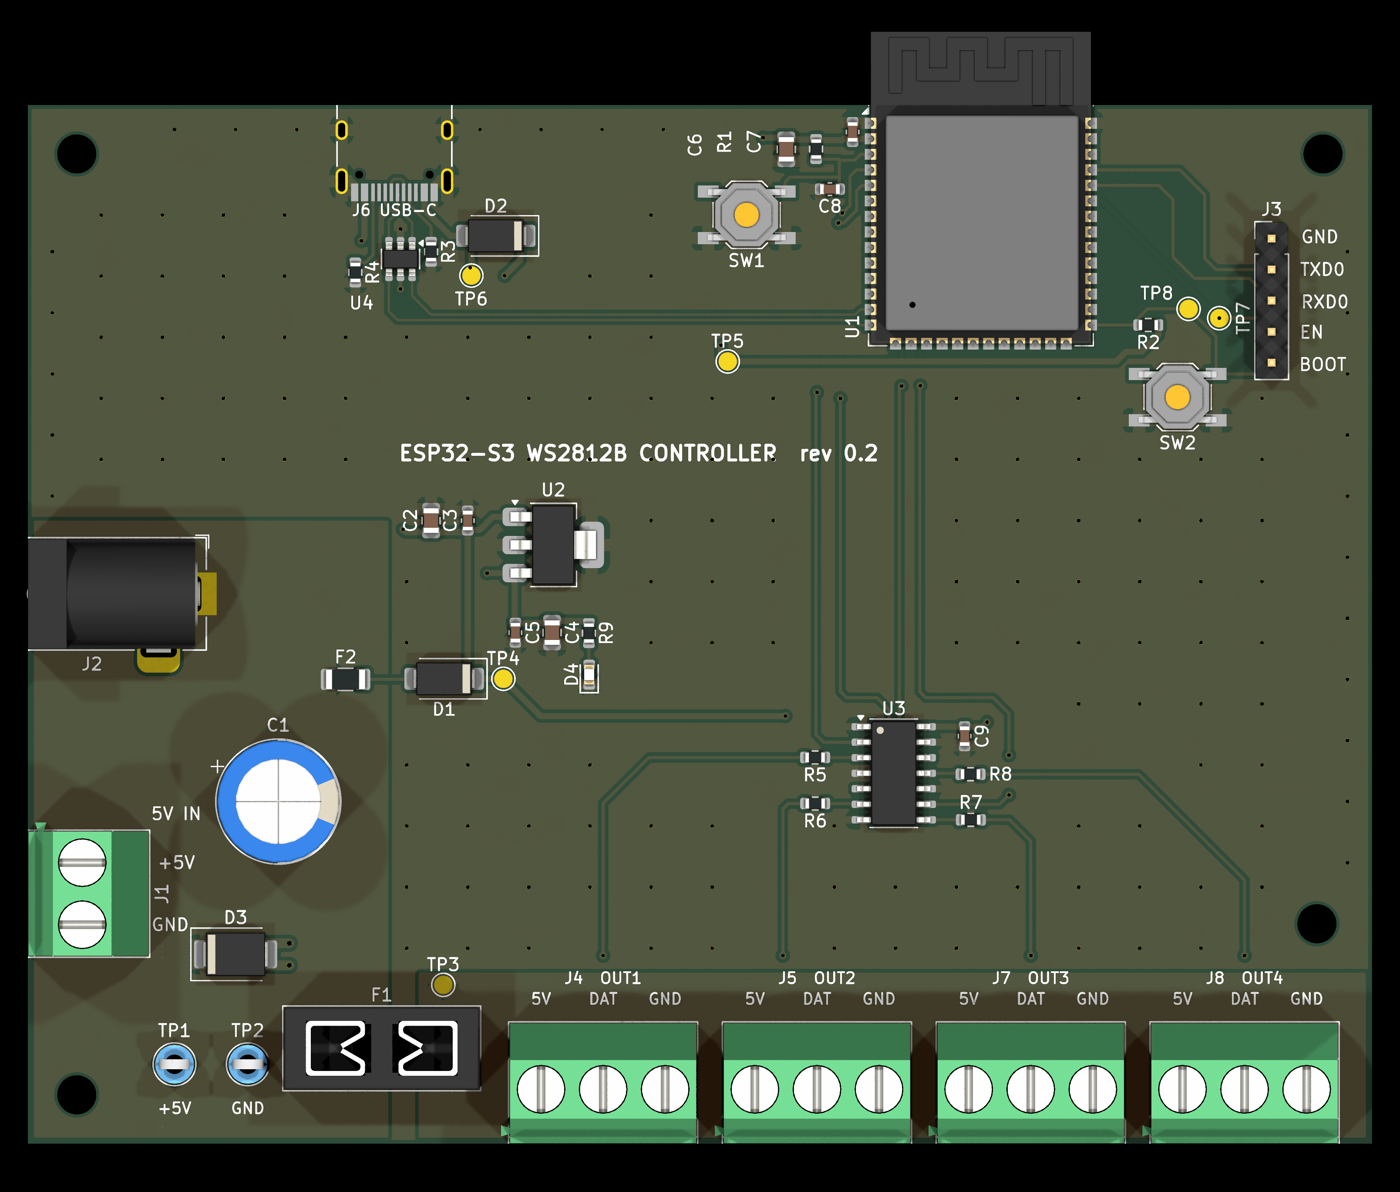 C6 R1 C7
J6 USB-C
D2
C8
J3
SW1
GND
TXD0
RXD0
EN
BOOT
R3
R4
U4
TP6
U1
TP8
TP7
R2
TP5
SW2
ESP32-S3 WS2812B CONTROLLER rev 0.2
U2
C2
C3
C5
C4
R9
J2
F2
TP4
D4
D1
U3
C1
+
C9
R5
R8
R6
R7
5V IN
+5V
J1
GND
D3
TP3
F1
J4 OUT1
J5 OUT2
J7 OUT3
J8 OUT4
5V DAT GND
5V DAT GND
5V DAT GND
5V DAT GND
TP1
TP2
+5V
GND